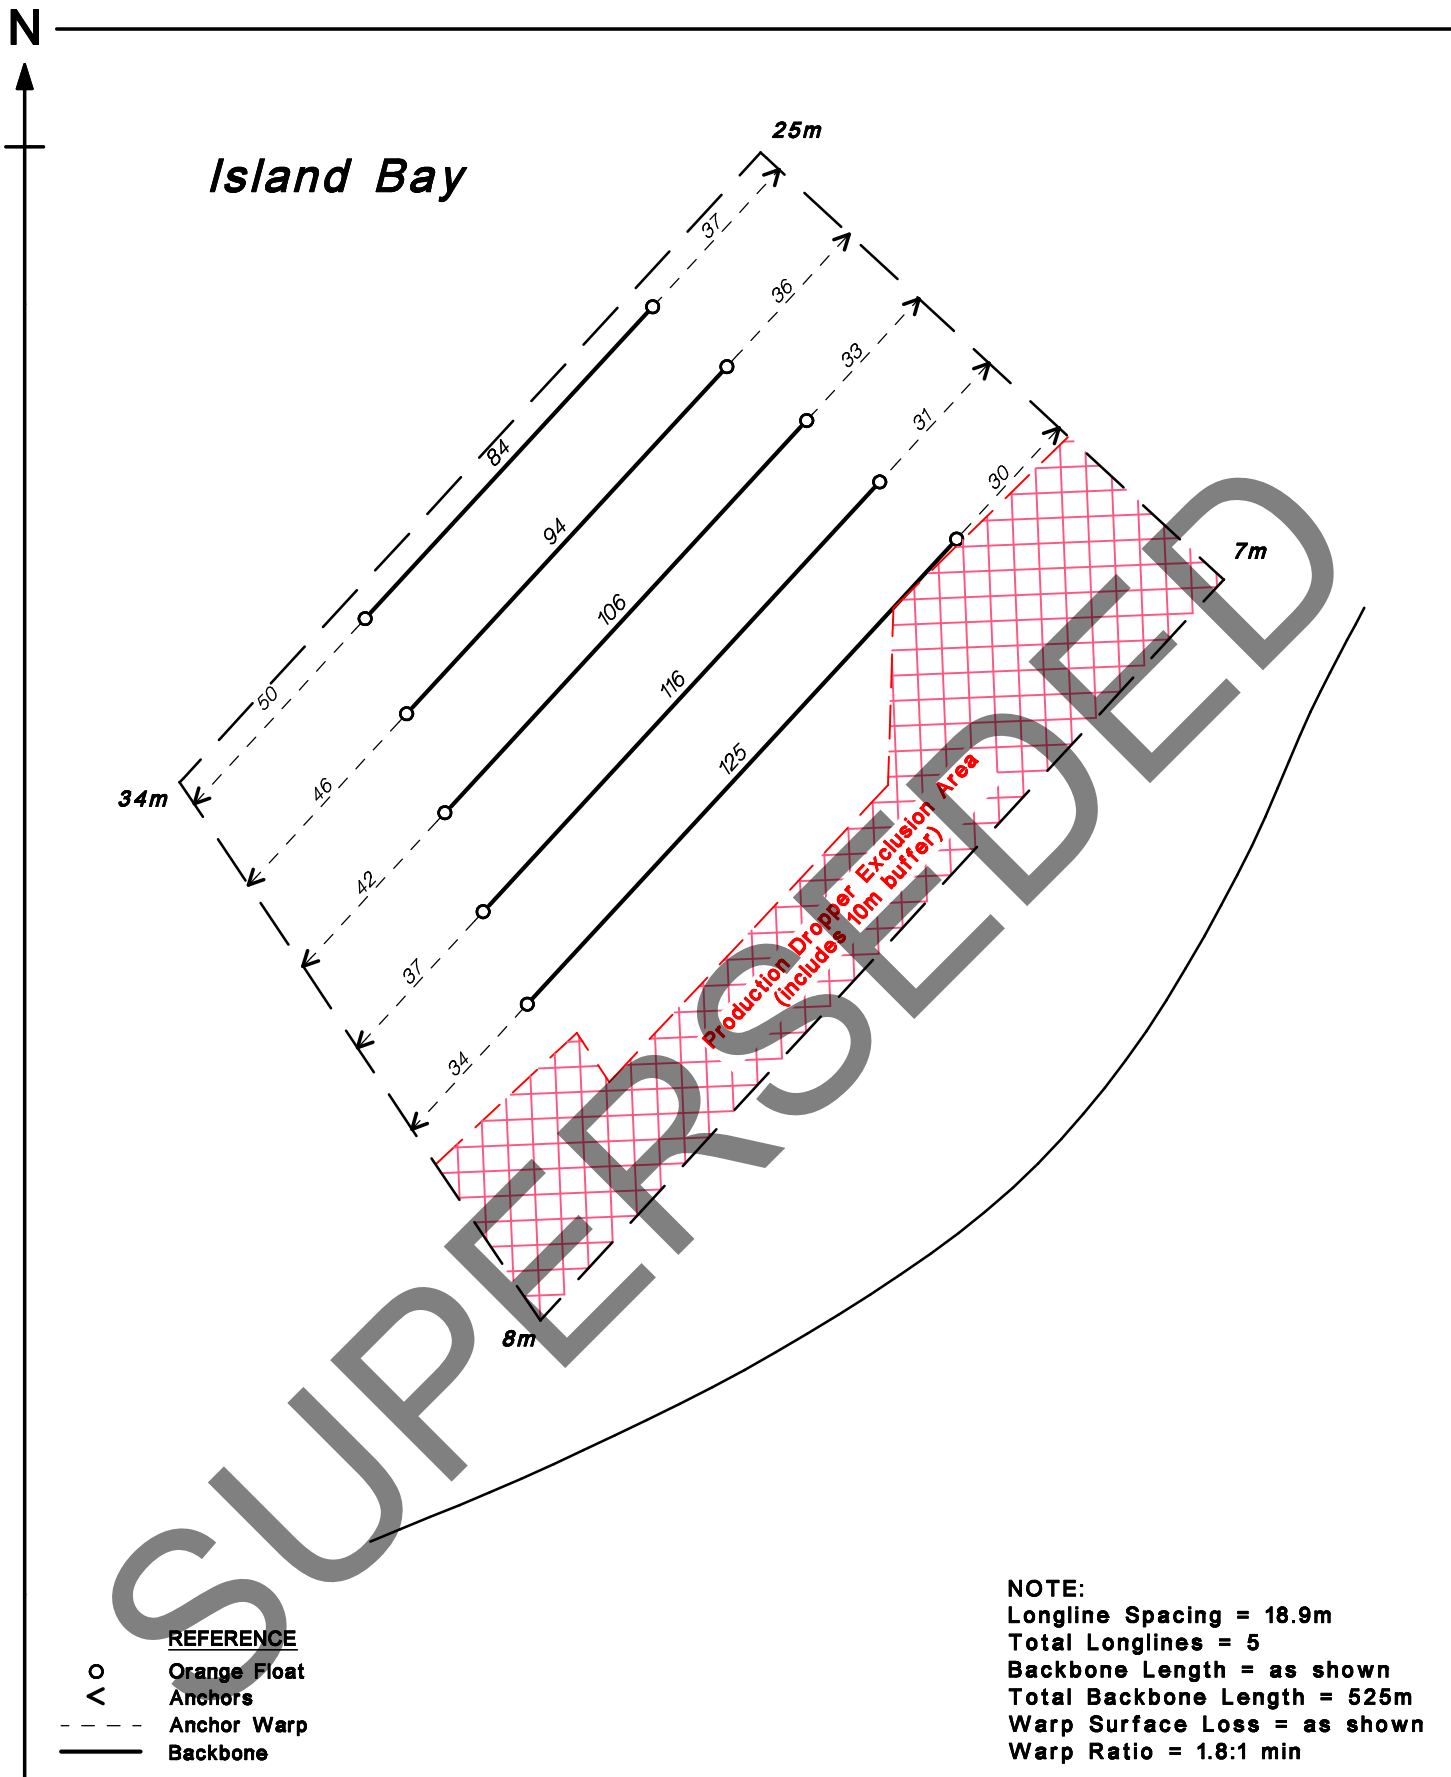 N
25m
Island Bay
37
36
33
31
30
7m
84
94
106
116
125
50
34m
46
42
37
34
Production Dropper Exclusion Area
(includes 10m buffer)
8m
SUPERSEDED
REFERENCE
Orange Float
Anchors
Anchor Warp
Backbone
NOTE:
Longline Spacing = 18.9m
Total Longlines = 5
Backbone Length = as shown
Total Backbone Length = 525m
Warp Surface Loss = as shown
Warp Ratio = 1.8:1 min